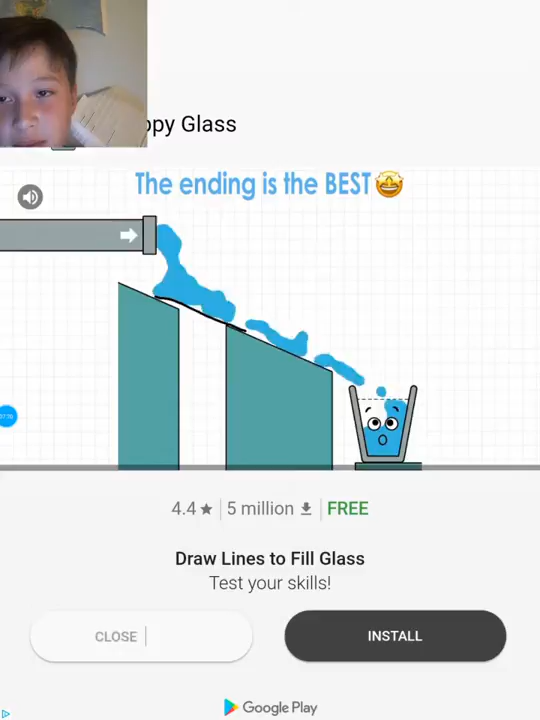 opy Glass
The ending is the BEST🤩
4.4 ★ | 5 million | FREE
Draw Lines to Fill Glass
Test your skills!
CLOSE | INSTALL
Google Play